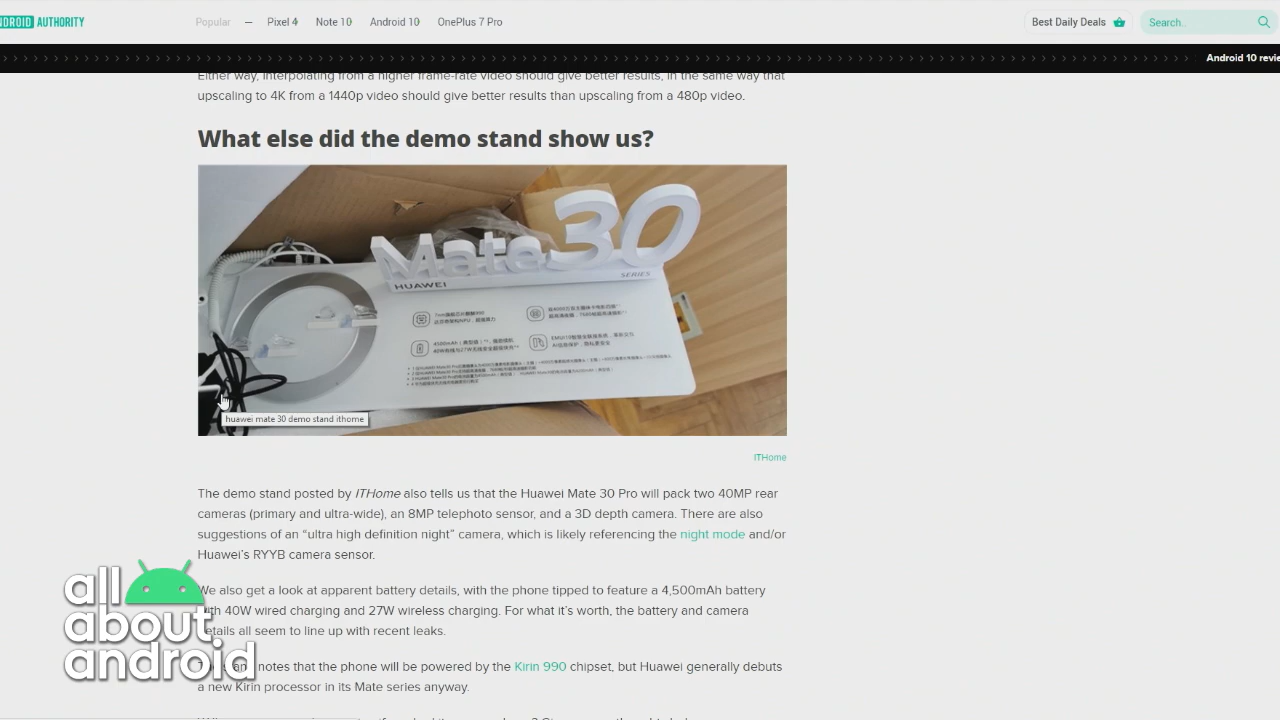 ANDROID AUTHORITY
Popular — Pixel 4 Note 10 Android 10 OnePlus 7 Pro
Best Daily Deals
Search..
Android 10 revie
Either way, interpolating from a higher frame-rate video should give better results, in the same way that
upscaling to 4K from a 1440p video should give better results than upscaling from a 480p video.
What else did the demo stand show us?
Mate 30
SERIES
HUAWEI
huawei mate 30 demo stand ithome
ITHome
The demo stand posted by ITHome also tells us that the Huawei Mate 30 Pro will pack two 40MP rear
cameras (primary and ultra-wide), an 8MP telephoto sensor, and a 3D depth camera. There are also
suggestions of an “ultra high definition night” camera, which is likely referencing the night mode and/or
Huawei’s RYYB camera sensor.
We also get a look at apparent battery details, with the phone tipped to feature a 4,500mAh battery
with 40W wired charging and 27W wireless charging. For what it’s worth, the battery and camera
details all seem to line up with recent leaks.
notes that the phone will be powered by the Kirin 990 chipset, but Huawei generally debuts
a new Kirin processor in its Mate series anyway.
all
about
android